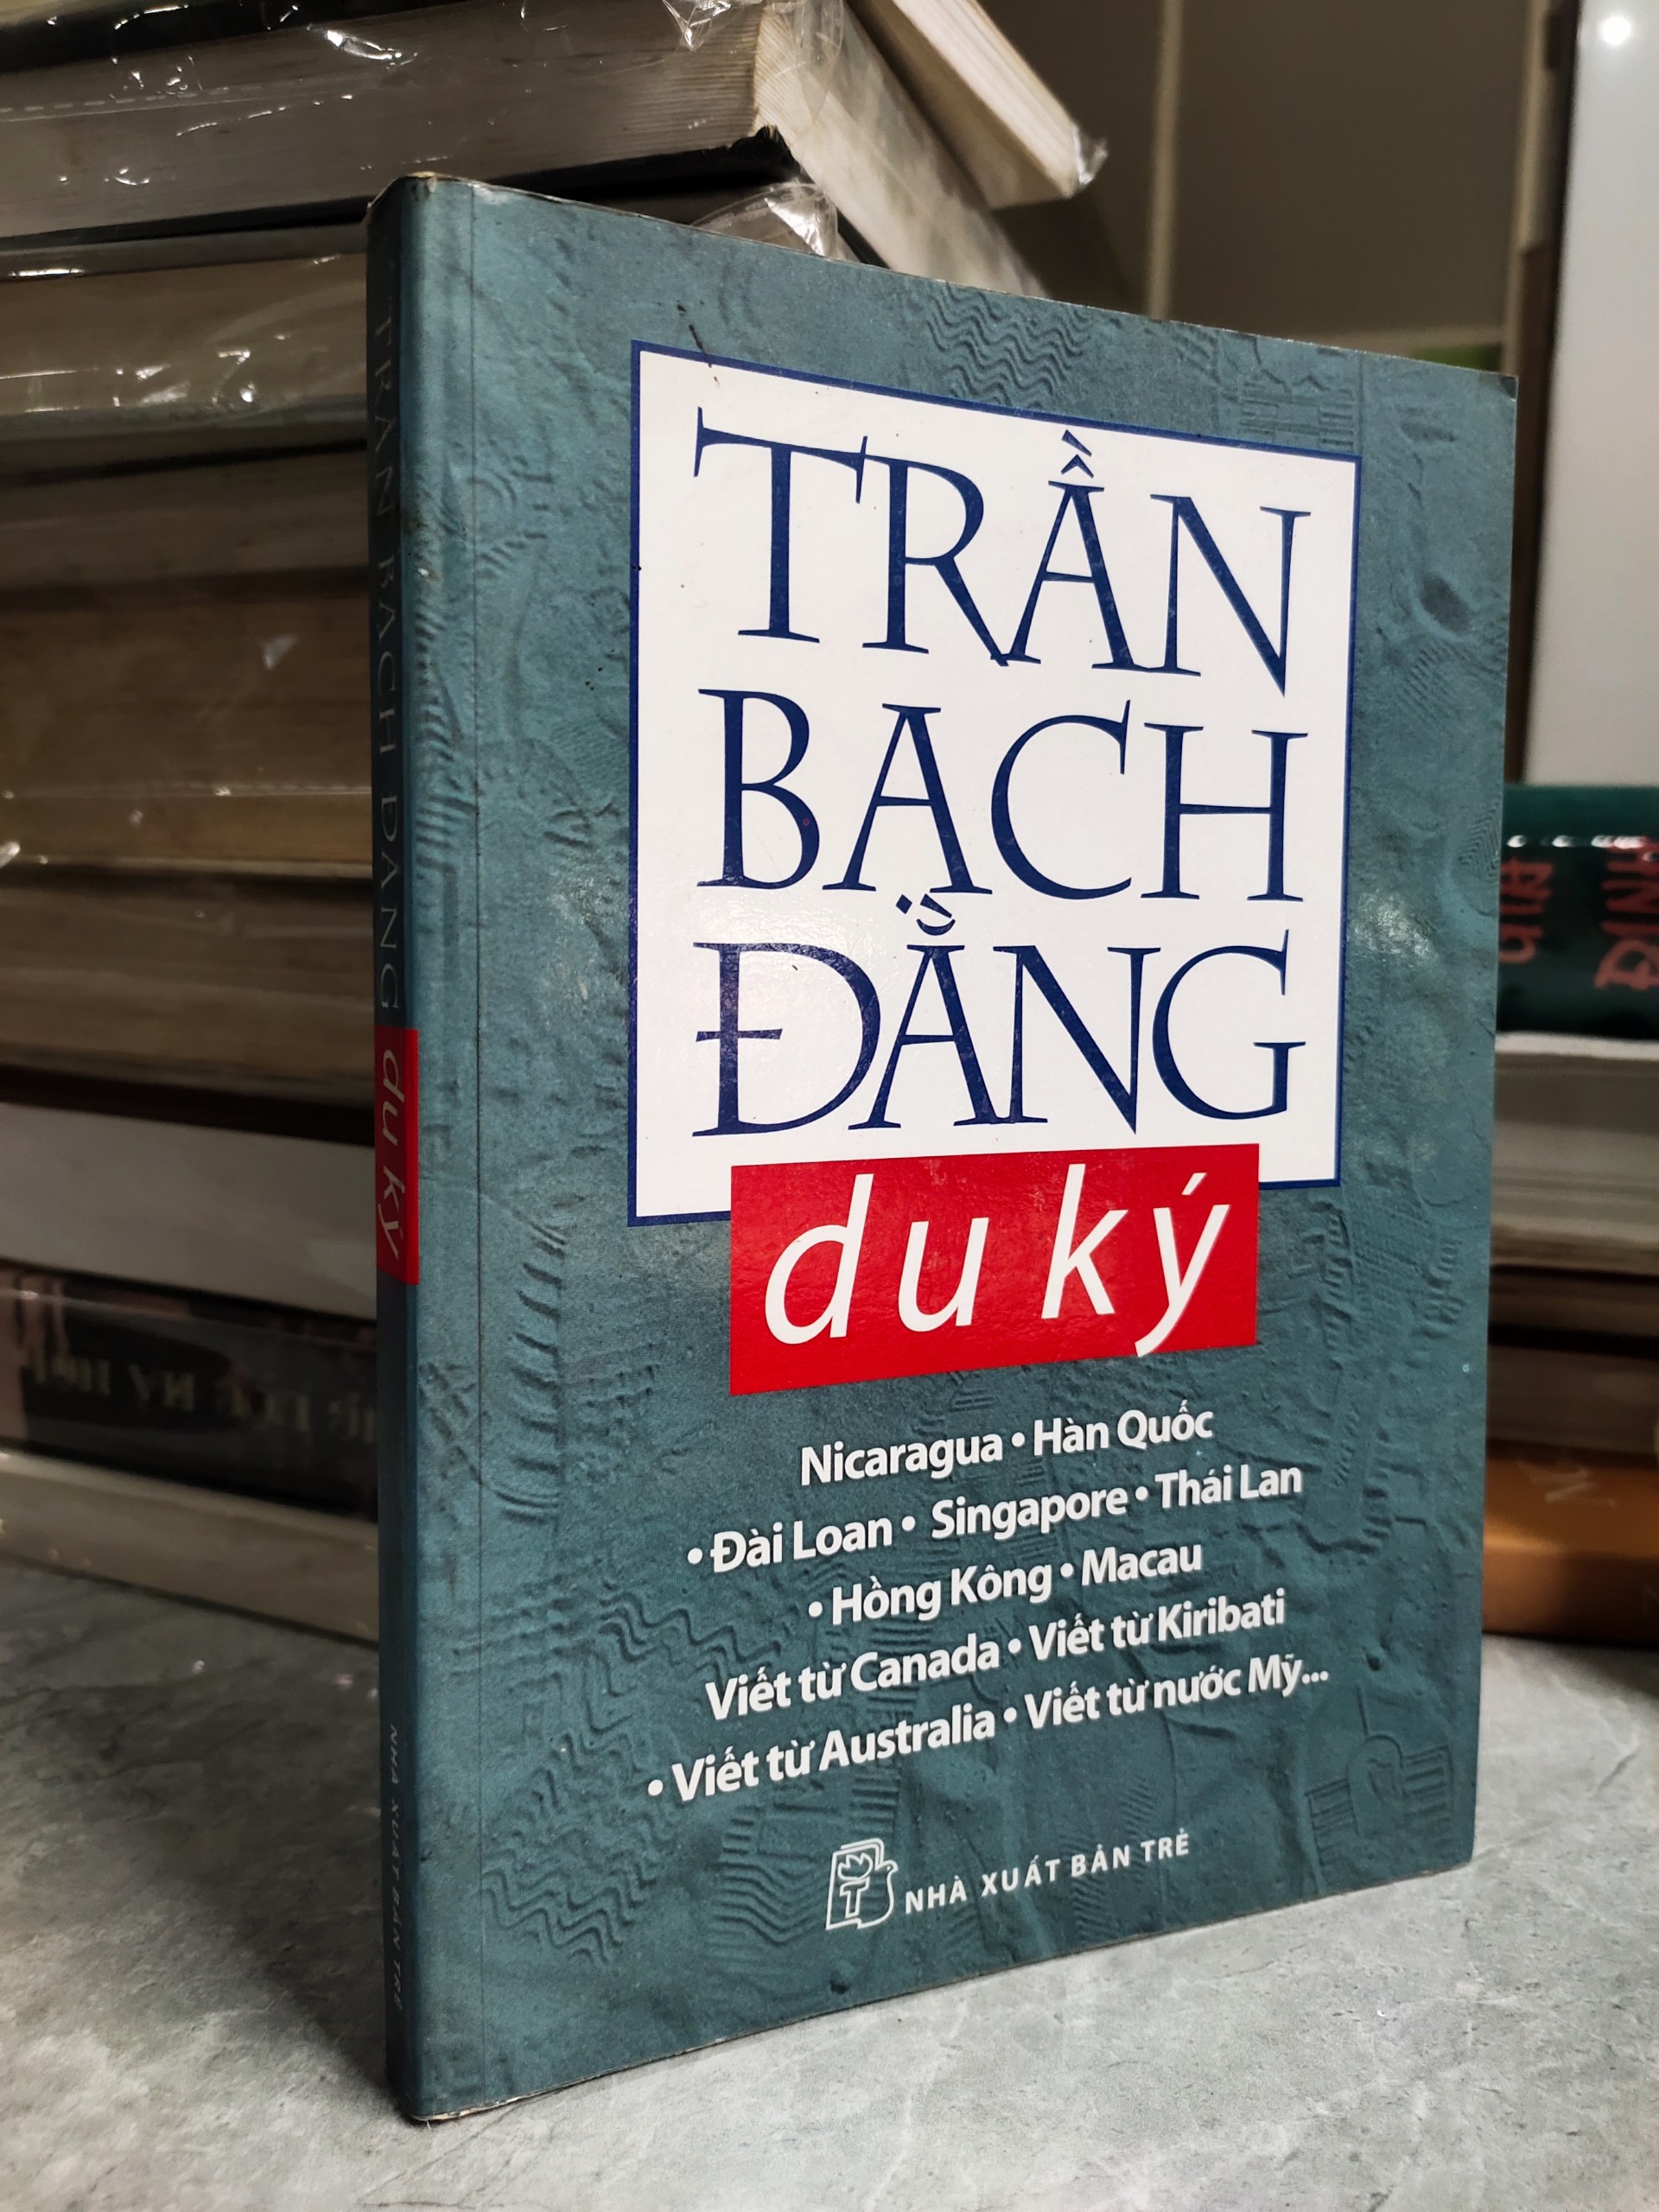 TRẦN
BẠCH
ĐẰNG
du ký
Nicaragua • Hàn Quốc
• Đài Loan • Singapore • Thái Lan
• Hồng Kông • Macau
Viết từ Canada • Viết từ Kiribati
• Viết từ Australia • Viết từ nước Mỹ...
T
NHÀ XUẤT BẢN TRẺ
TRẦN BẠCH ĐẰNG du ký
NHÀ XUẤT BẢN TRẺ